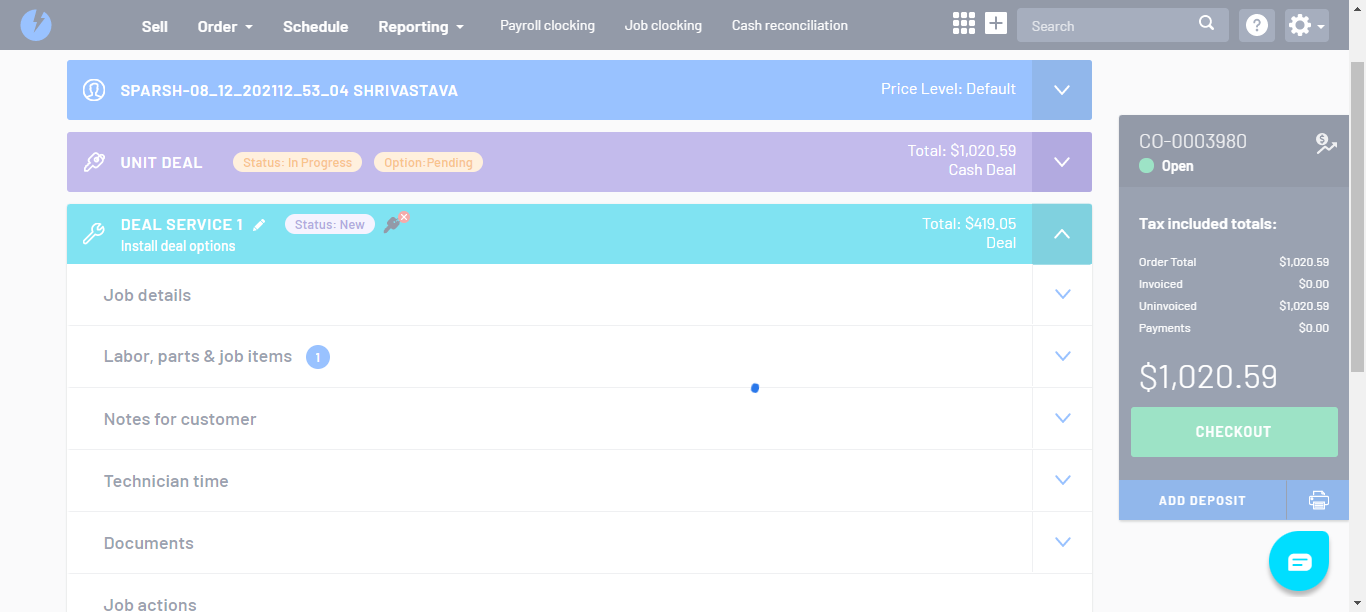 Sell
Order
Schedule
Reporting
Payroll clocking
Job clocking
Cash reconciliation
Search
?
SPARSH-08_12_202112_53_04 SHRIVASTAVA
Price Level: Default
UNIT DEAL
Status: In Progress
Option:Pending
Total: $1,020.59
Cash Deal
DEAL SERVICE 1
Status: New
Install deal options
Total: $419.05
Deal
Job details
Labor, parts & job items 1
Notes for customer
Technician time
Documents
Job actions
CO-0003980
Open
Tax included totals:
Order Total $1,020.59
Invoiced $0.00
Uninvoiced $1,020.59
Payments $0.00
$1,020.59
CHECKOUT
ADD DEPOSIT